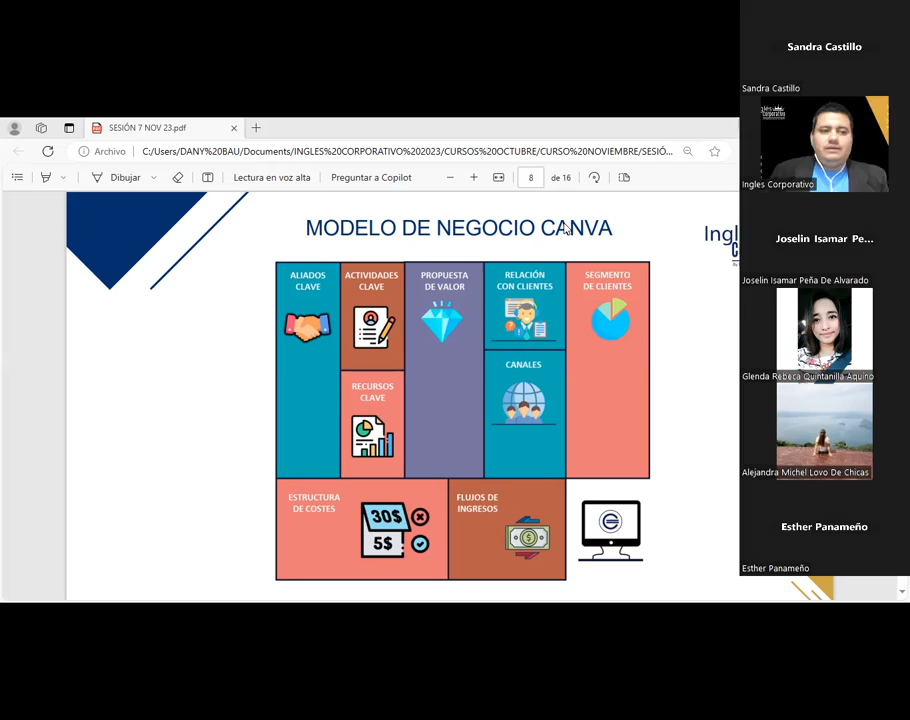 SESIÓN 7 NOV 23.pdf
Archivo
C:/Users/DANY%20BAU/Documents/INGLES%20CORPORATIVO%202023/CURSOS%20OCTUBRE/CURSO%20NOVIEMBRE/SESIÓ...
Dibujar
Lectura en voz alta
Preguntar a Copilot
8
de 16
MODELO DE NEGOCIO CANVA
Ingl
ALIADOS
CLAVE
ACTIVIDADES
CLAVE
PROPUESTA
DE VALOR
RELACIÓN
CON CLIENTES
SEGMENTO
DE CLIENTES
CANALES
RECURSOS
CLAVE
ESTRUCTURA
DE COSTES
30$
5$
FLUJOS DE
INGRESOS
Sandra Castillo
Sandra Castillo
Ingles Corporativo
Joselin Isamar Pe...
Joselin Isamar Peña De Alvarado
Glenda Rebeca Quintanilla Aquino
Alejandra Michel Lovo De Chicas
Esther Panameño
Esther Panameño